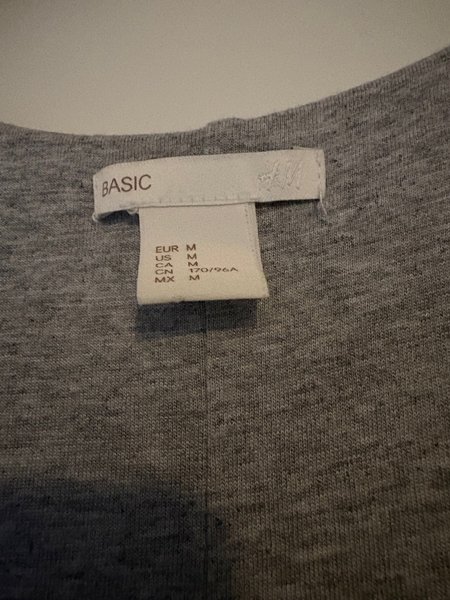 BASIC H&M
EUR M
US M
CA M
CN 170/96A
MX M